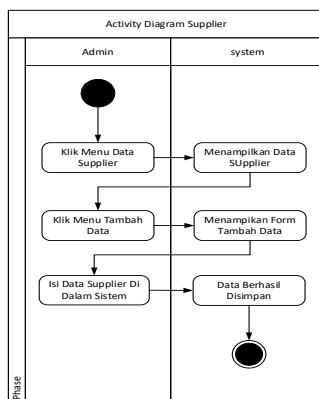 Activity Diagram Supplier
Admin
system
Klik Menu Data
Supplier
Menampilkan Data
SUpplier
Klik Menu Tambah
Data
Menampikan Form
Tambah Data
Isi Data Supplier Di
Dalam Sistem
Data Berhasil
Disimpan
Phase